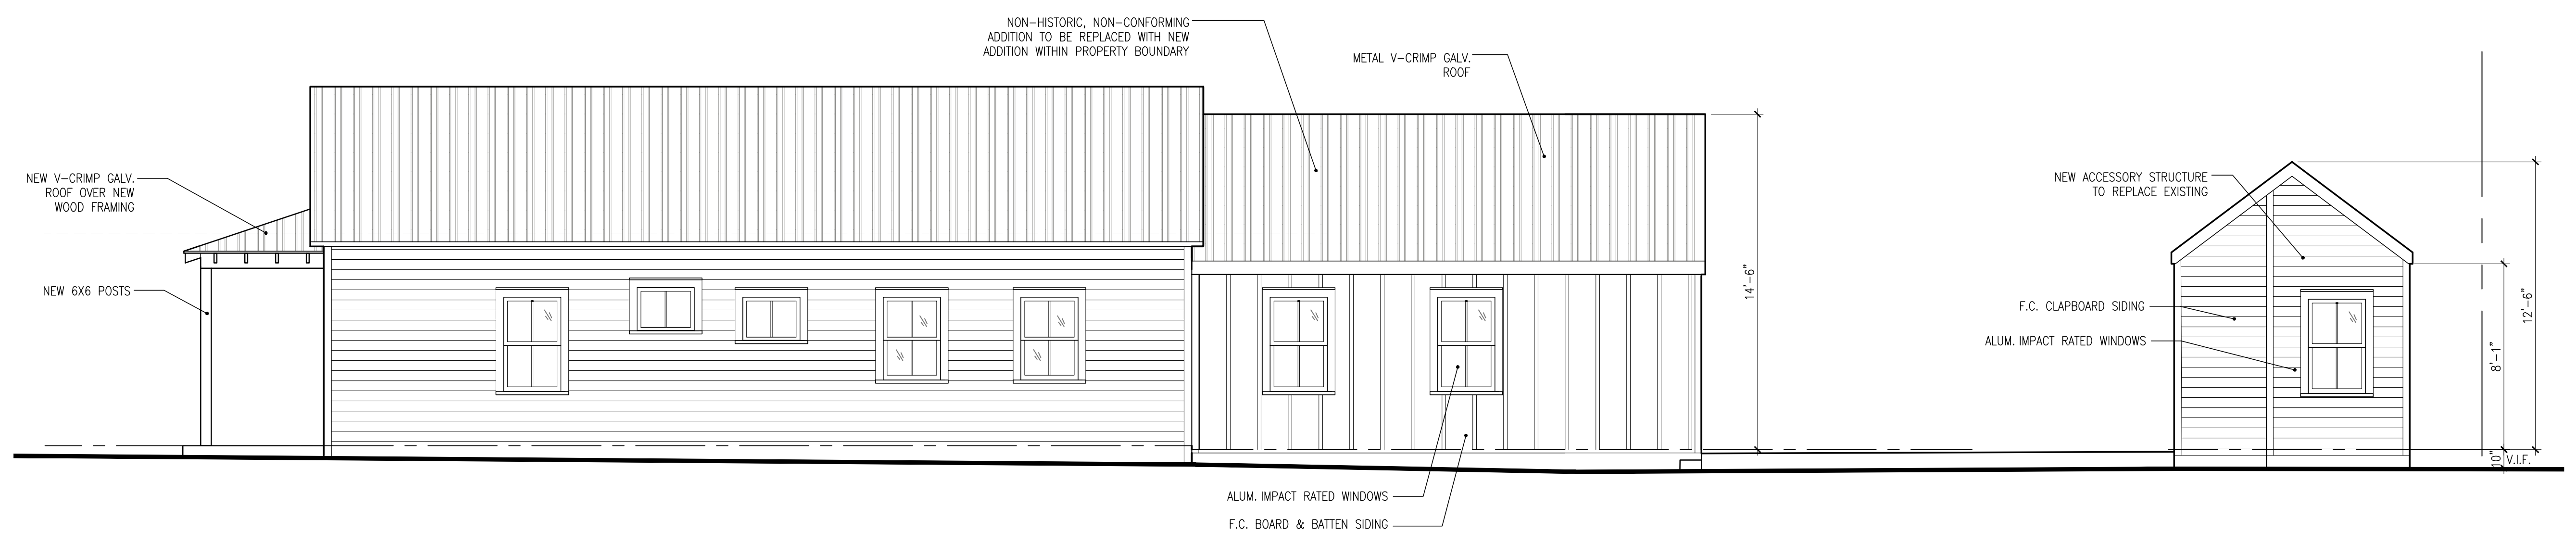 NON-HISTORIC, NON-CONFORMING
ADDITION TO BE REPLACED WITH NEW
ADDITION WITHIN PROPERTY BOUNDARY
METAL V-CRIMP GALV.
ROOF
NEW V-CRIMP GALV.
ROOF OVER NEW
WOOD FRAMING
NEW 6X6 POSTS
14'-6"
NEW ACCESSORY STRUCTURE
TO REPLACE EXISTING
F.C. CLAPBOARD SIDING
ALUM. IMPACT RATED WINDOWS
12'-6"
8'-1"
10"
V.I.F.
ALUM. IMPACT RATED WINDOWS
F.C. BOARD & BATTEN SIDING